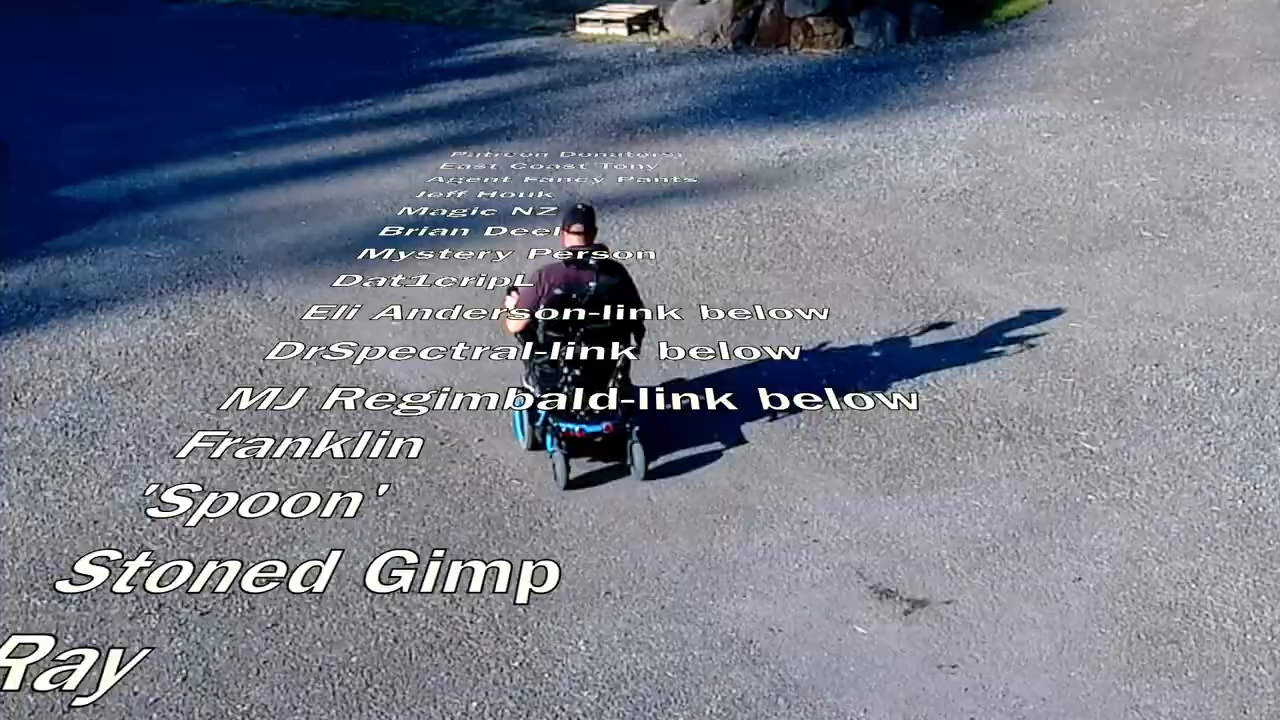 Patreon Donators;
East Coast Tony
Agent Fancy Pants
Jeff Houk
Magic NZ
Brian Deel
Mystery Person
Dat1cripL
Eli Anderson-link below
DrSpectral-link below
MJ Regimbald-link below
Franklin
'Spoon'
Stoned Gimp
Ray